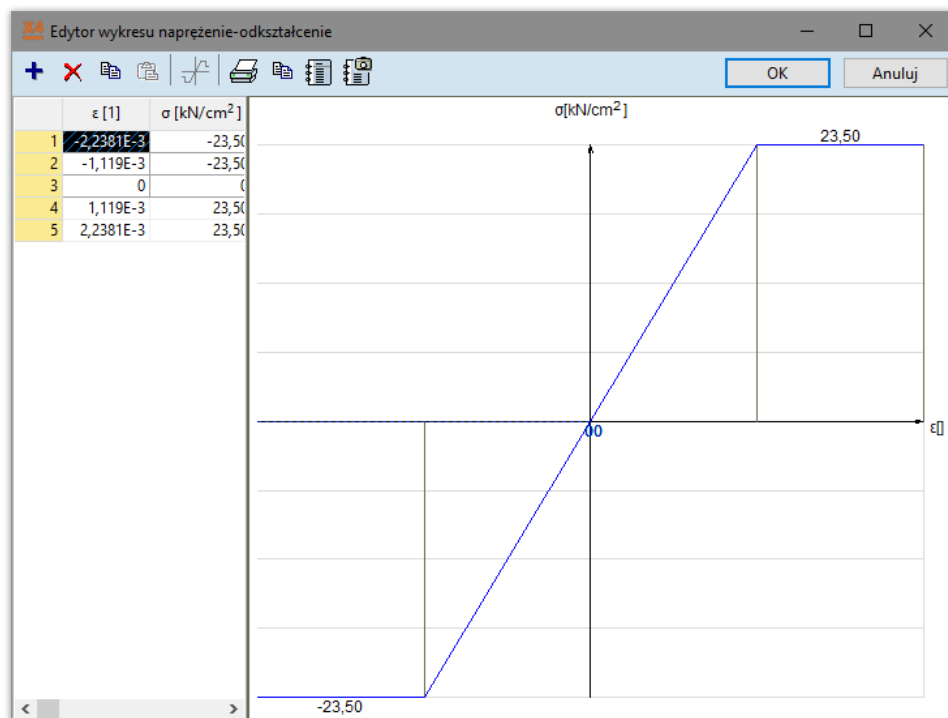 X4 Edytor wykresu naprężenie-odkształcenie
OK Anuluj
ε [1] σ [kN/cm²]
1 -2,2381E-3 -23,50
2 -1,119E-3 -23,50
3 0 0
4 1,119E-3 23,50
5 2,2381E-3 23,50
σ[kN/cm²]
23,50
00
ε[]
-23,50